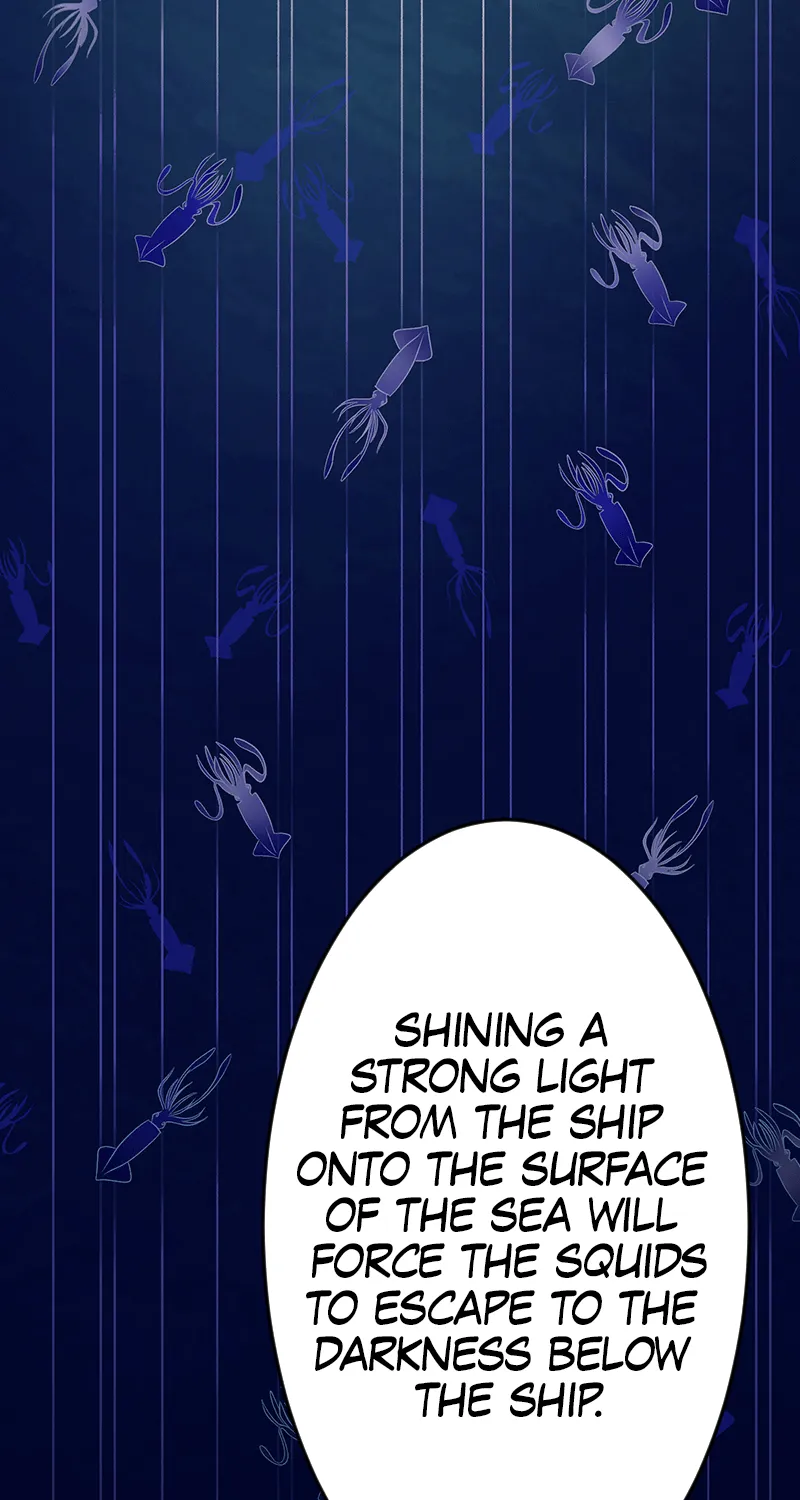 SHINING A
STRONG LIGHT
FROM THE SHIP
ONTO THE SURFACE
OF THE SEA WILL
FORCE THE SQUIDS
TO ESCAPE TO THE
DARKNESS BELOW
THE SHIP.